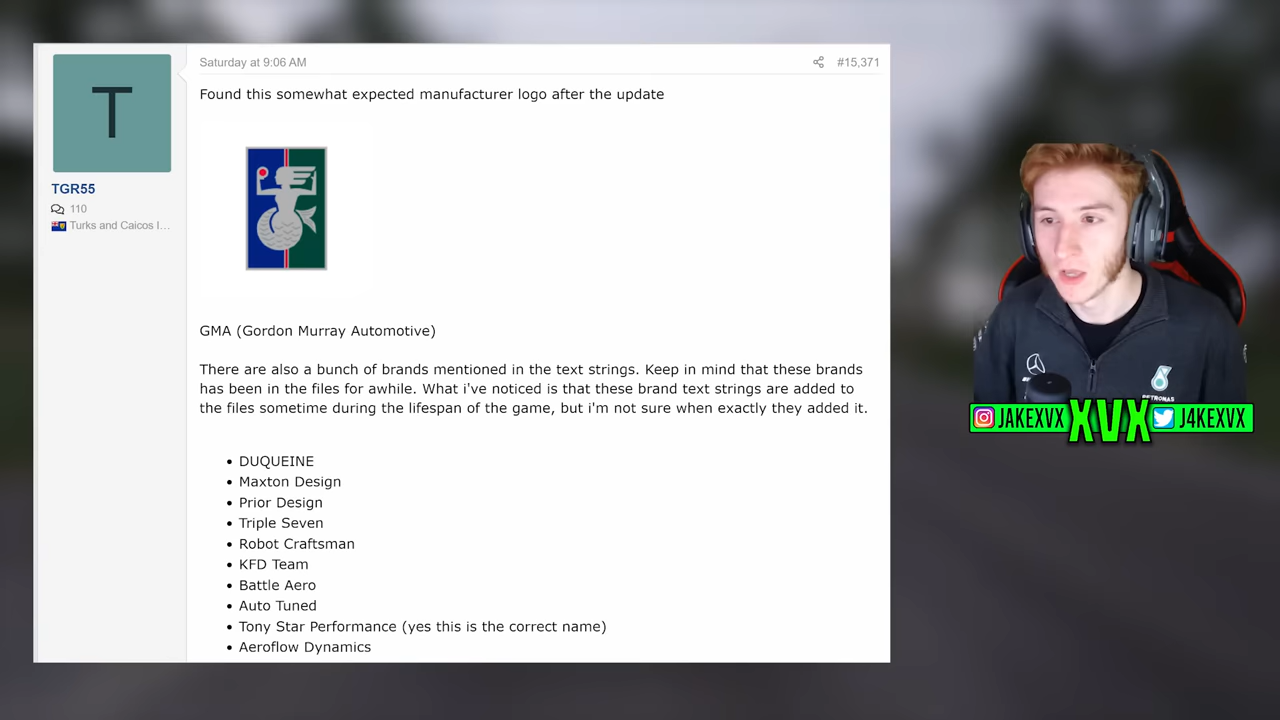 Saturday at 9:06 AM
#15,371
T
Found this somewhat expected manufacturer logo after the update
TGR55
110
Turks and Caicos I...
GMA (Gordon Murray Automotive)
There are also a bunch of brands mentioned in the text strings. Keep in mind that these brands
has been in the files for awhile. What i've noticed is that these brand text strings are added to
the files sometime during the lifespan of the game, but i'm not sure when exactly they added it.
• DUQUEINE
• Maxton Design
• Prior Design
• Triple Seven
• Robot Craftsman
• KFD Team
• Battle Aero
• Auto Tuned
• Tony Star Performance (yes this is the correct name)
• Aeroflow Dynamics
PETRONAS
JAKEXVX XVX J4KEXVX